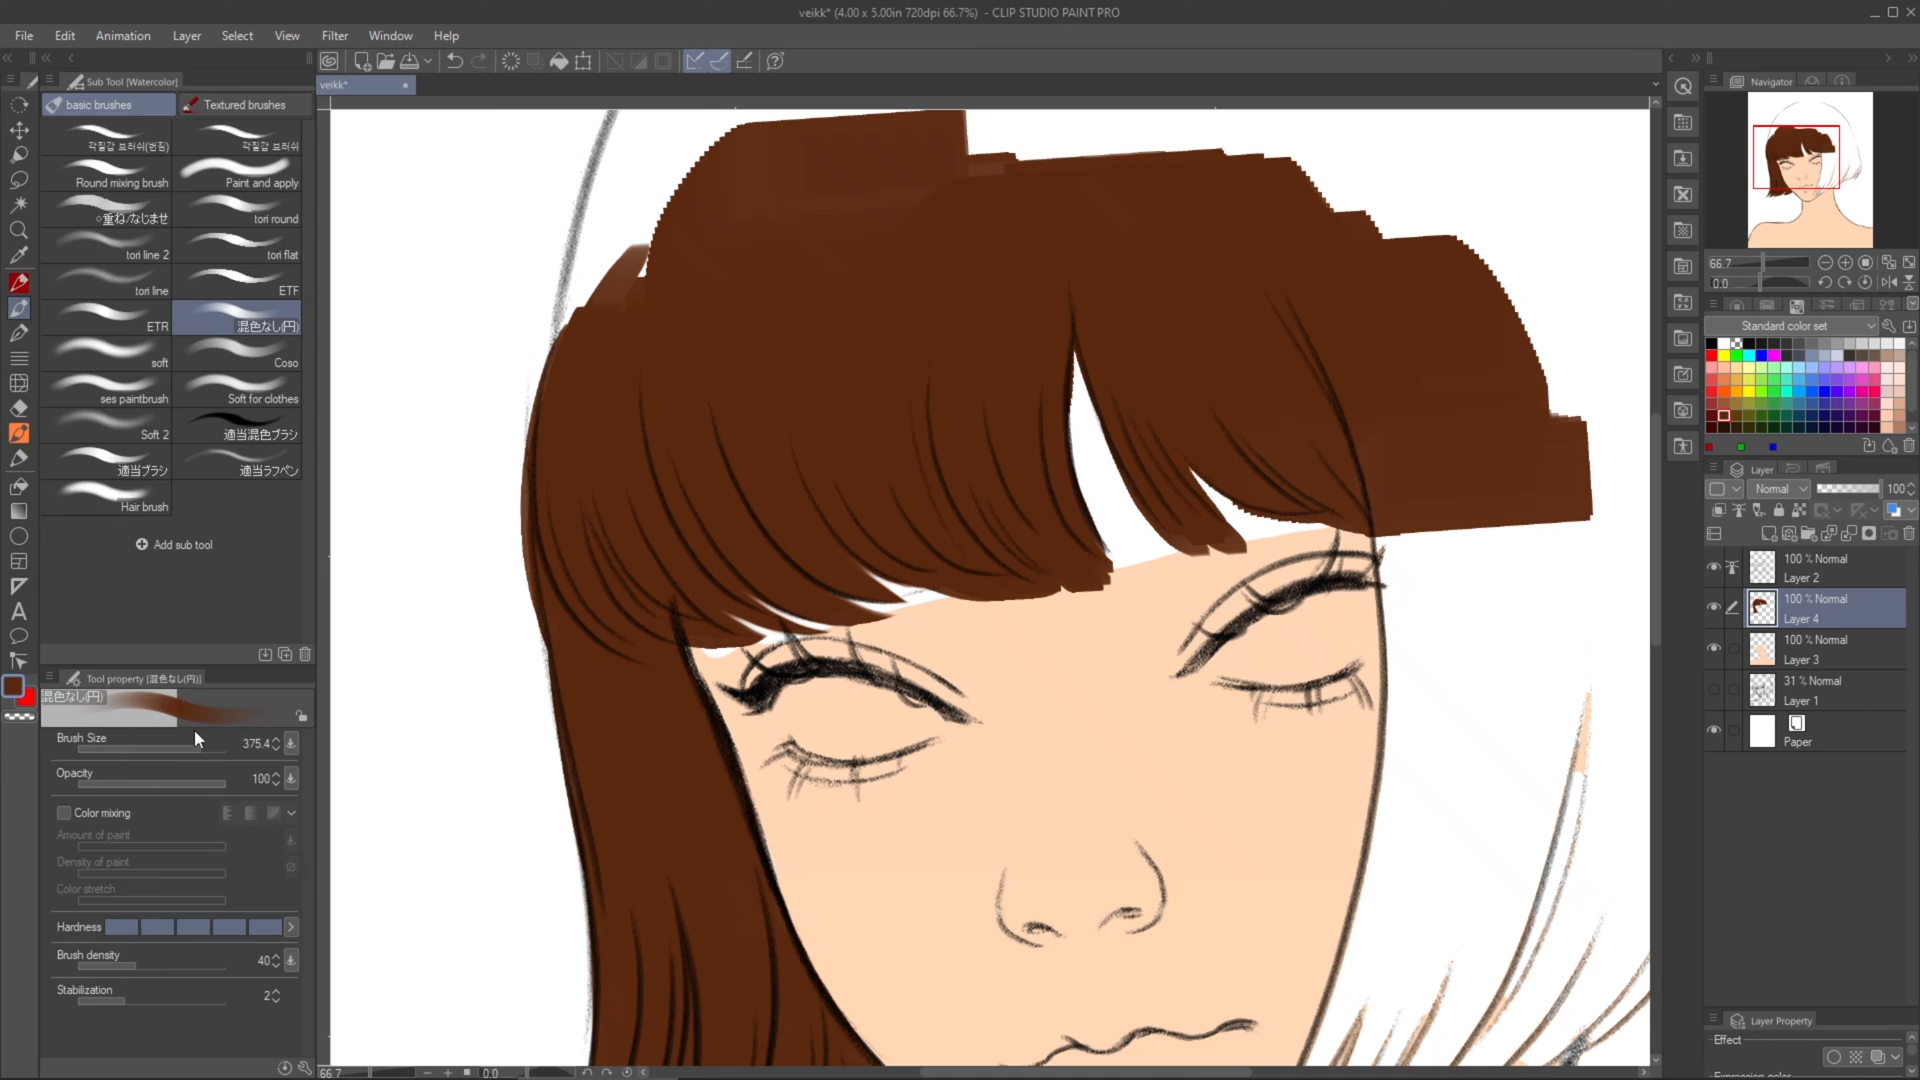 veikk* (4.00 x 5.00in 720dpi 66.7%) - CLIP STUDIO PAINT PRO
File Edit Animation Layer Select View Filter Window Help
Sub Tool [Watercolor]
basic brushes Textured brushes
각질감 브러쉬(번짐) 각질감 브러쉬
Round mixing brush Paint and apply
○重ね/なじませ tori round
tori line 2 tori flat
tori line ETF
ETR 混色なし(円)
soft Coso
ses paintbrush Soft for clothes
Soft 2 適当混色ブラシ
適当ブラシ 適当ラフペン
Hair brush
Add sub tool
Tool property [混色なし(円)]
混色なし(円)
Brush Size 375.4
Opacity 100
Color mixing
Amount of paint
Density of paint
Color stretch
Hardness
Brush density 40
Stabilization 2
veikk*
66.7 0.0
Navigator
66.7
0.0
Standard color set
Layer
Normal 100
100 % Normal
Layer 2
100 % Normal
Layer 4
100 % Normal
Layer 3
31 % Normal
Layer 1
Paper
Layer Property
Effect
Expression color